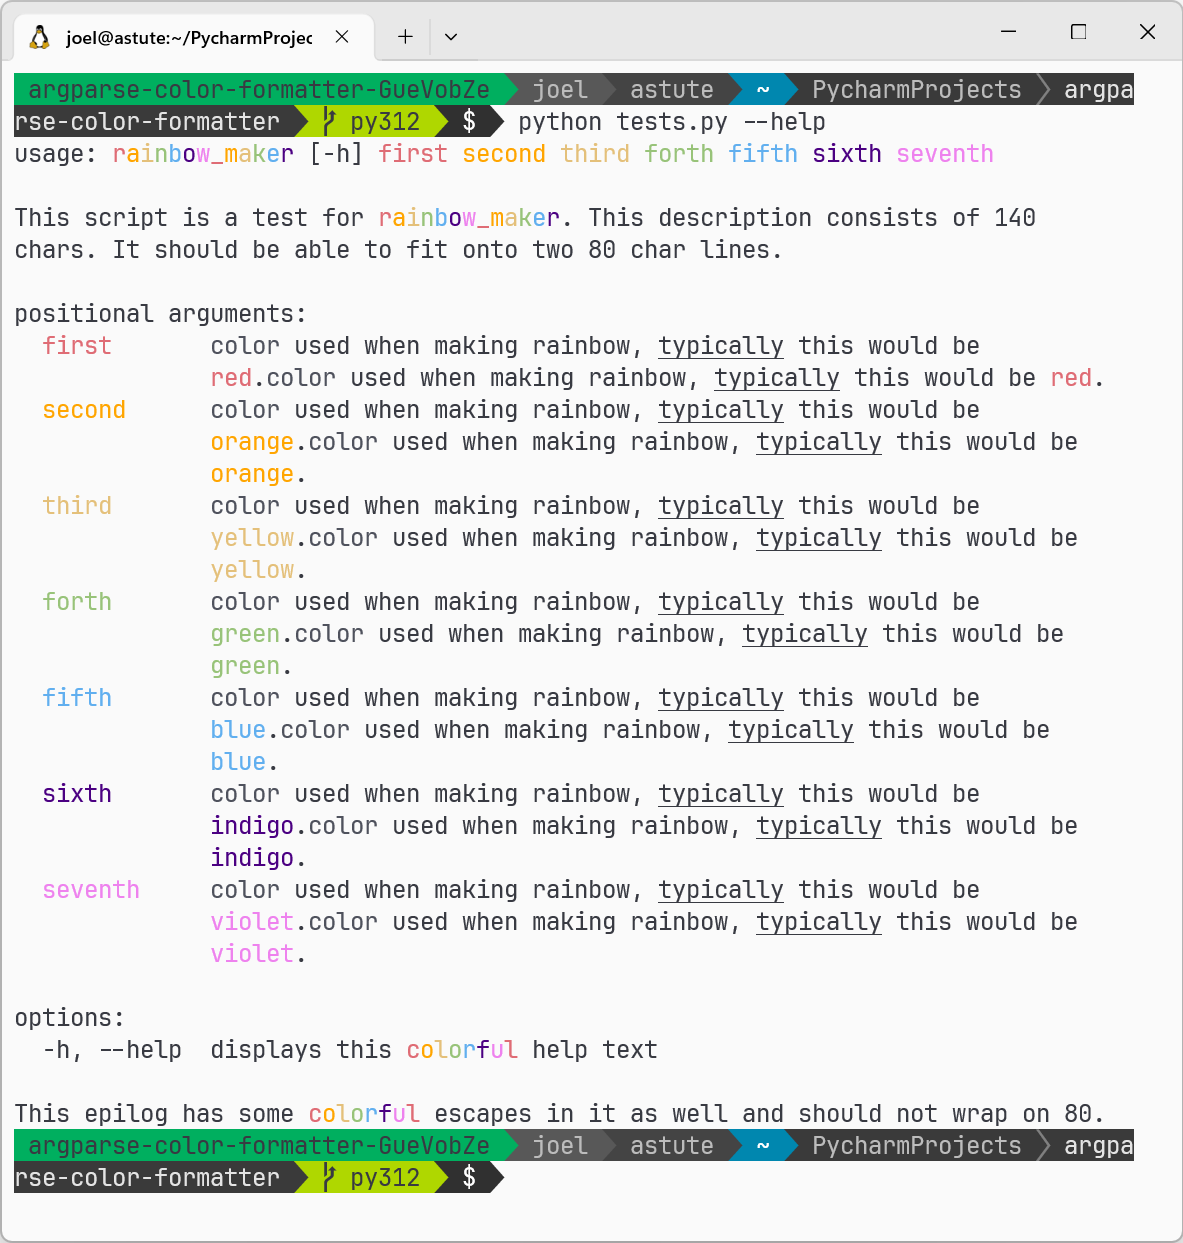 joel@astute:~/PycharmProjec
argparse-color-formatter-GueVobZe joel astute ~ PycharmProjects argpa
rse-color-formatter py312 $ python tests.py --help
usage: rainbow_maker [-h] first second third forth fifth sixth seventh
This script is a test for rainbow_maker. This description consists of 140
chars. It should be able to fit onto two 80 char lines.
positional arguments:
first color used when making rainbow, typically this would be
red.color used when making rainbow, typically this would be red.
second color used when making rainbow, typically this would be
orange.color used when making rainbow, typically this would be
orange.
third color used when making rainbow, typically this would be
yellow.color used when making rainbow, typically this would be
yellow.
forth color used when making rainbow, typically this would be
green.color used when making rainbow, typically this would be
green.
fifth color used when making rainbow, typically this would be
blue.color used when making rainbow, typically this would be
blue.
sixth color used when making rainbow, typically this would be
indigo.color used when making rainbow, typically this would be
indigo.
seventh color used when making rainbow, typically this would be
violet.color used when making rainbow, typically this would be
violet.
options:
-h, --help displays this colorful help text
This epilog has some colorful escapes in it as well and should not wrap on 80.
argparse-color-formatter-GueVobZe joel astute ~ PycharmProjects argpa
rse-color-formatter py312 $